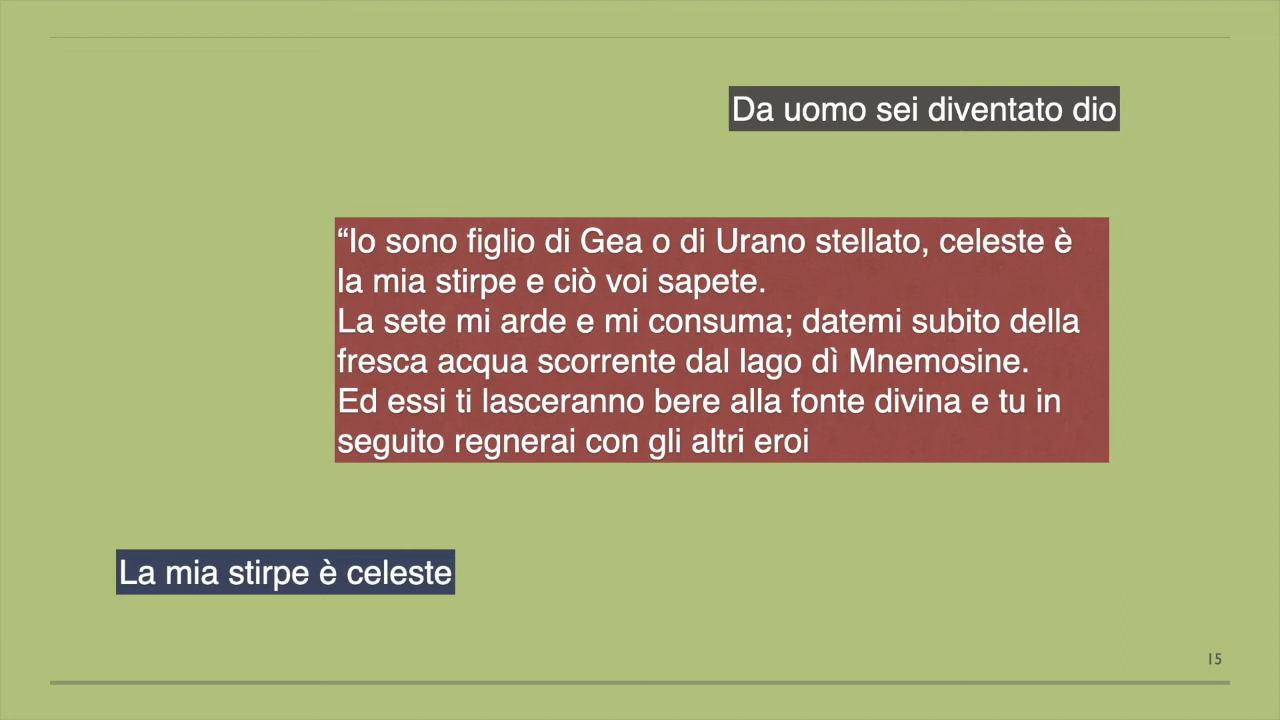 Da uomo sei diventato dio
“Io sono figlio di Gea o di Urano stellato, celeste è
la mia stirpe e ciò voi sapete.
La sete mi arde e mi consuma; datemi subito della
fresca acqua scorrente dal lago dì Mnemosine.
Ed essi ti lasceranno bere alla fonte divina e tu in
seguito regnerai con gli altri eroi
La mia stirpe è celeste
15